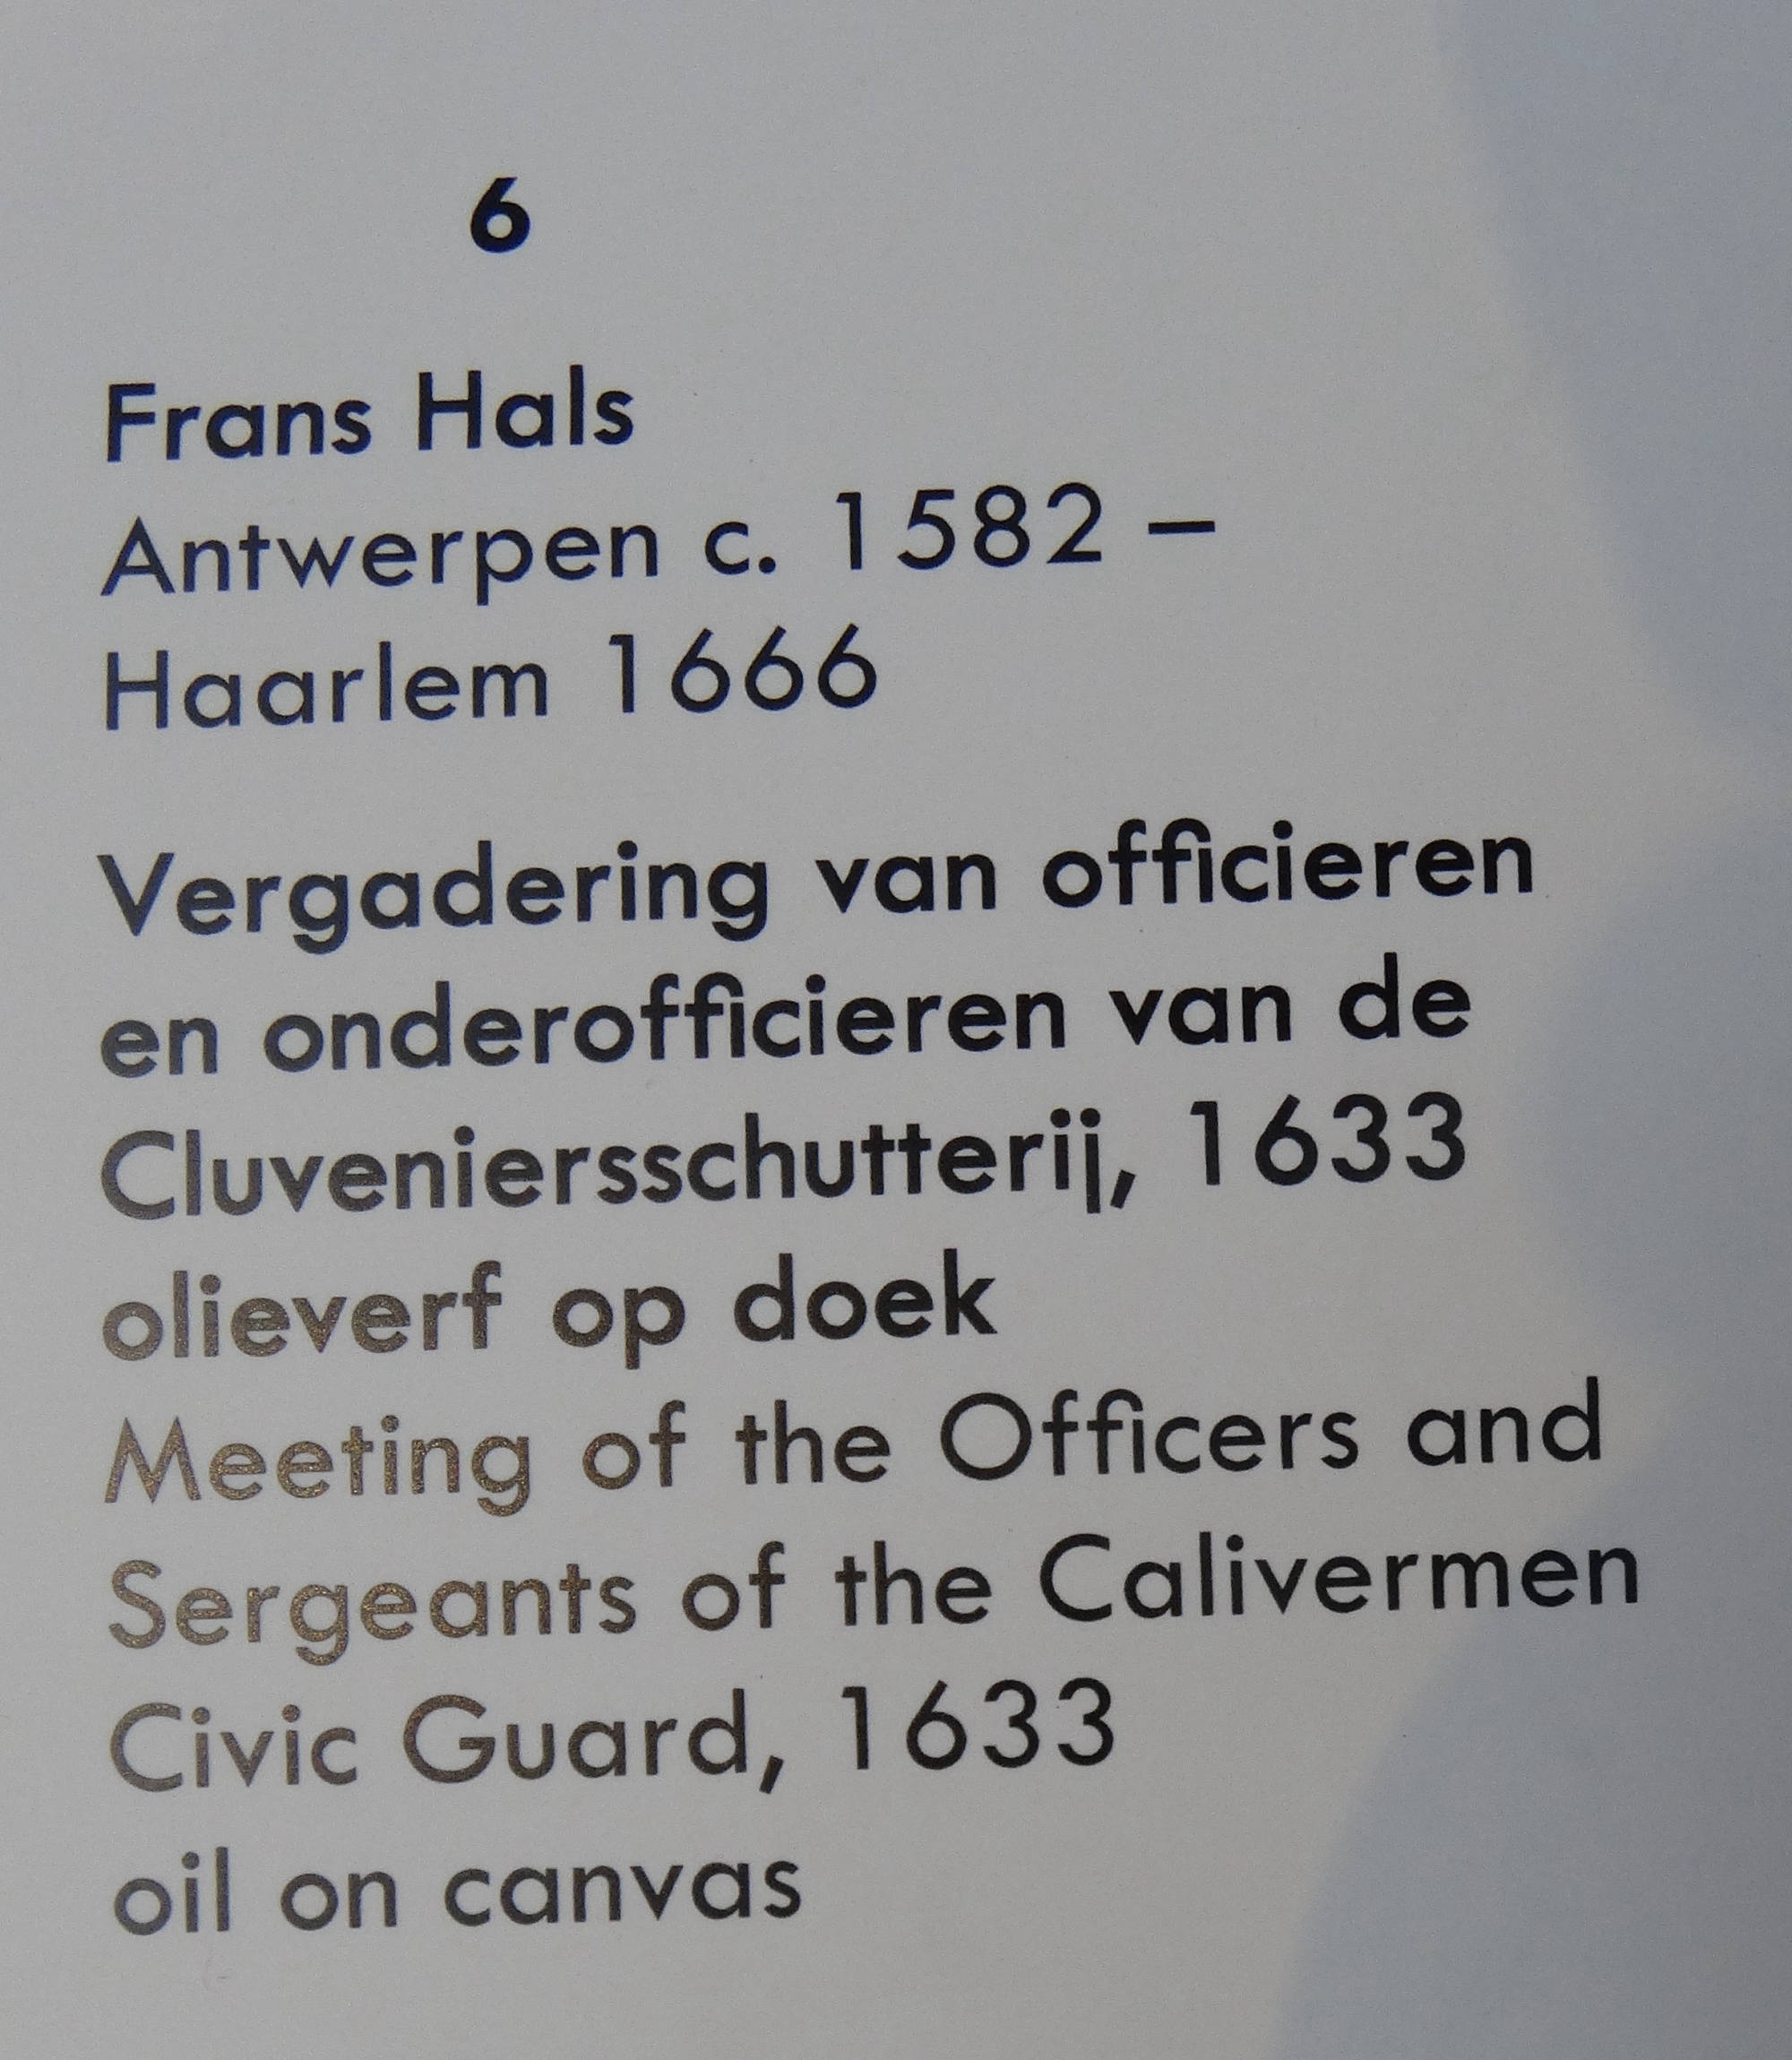 6
Frans Hals
Antwerpen c. 1582 –
Haarlem 1666
Vergadering van officieren
en onderofficieren van de
Cluveniersschutterij, 1633
olieverf op doek
Meeting of the Officers and
Sergeants of the Calivermen
Civic Guard, 1633
oil on canvas